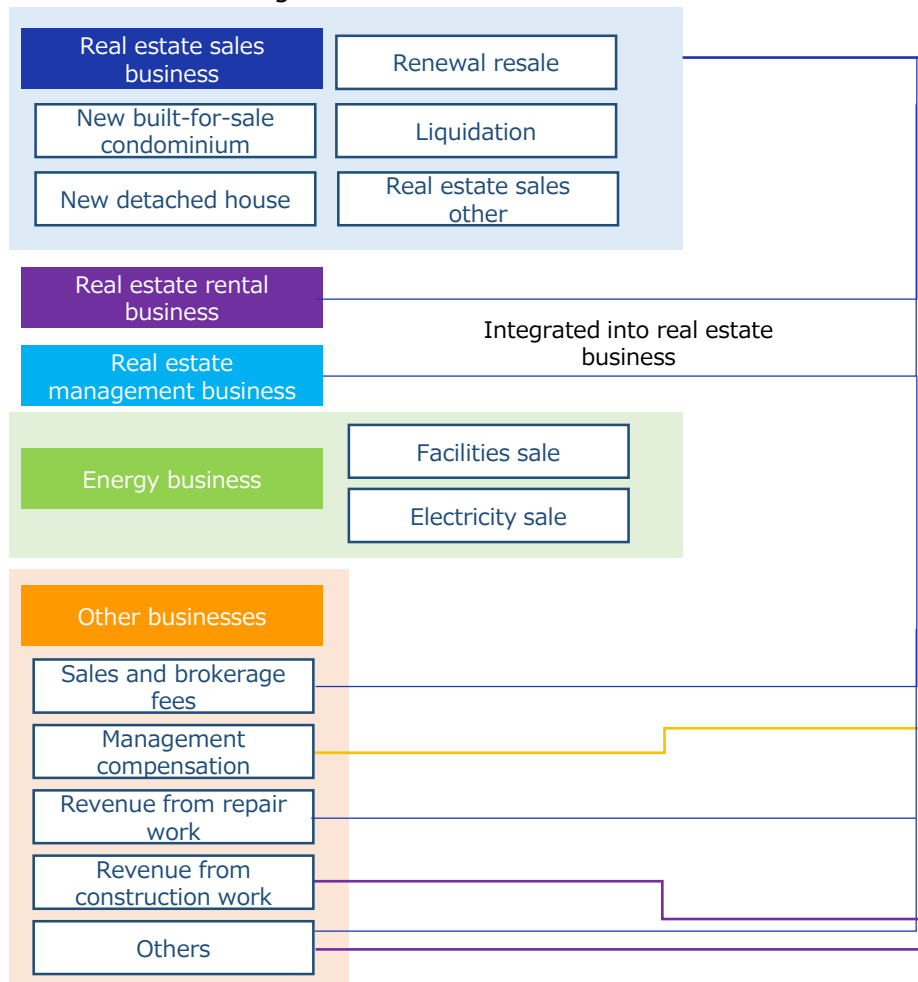 Real estate sales
business
Renewal resale
New built-for-sale
condominium
Liquidation
New detached house
Real estate sales
other
Real estate rental
business
Integrated into real estate
business
Real estate
management business
Facilities sale
Energy business
Electricity sale
Other businesses
Sales and brokerage
fees
Management
compensation
Revenue from repair
work
Revenue from
construction work
Others